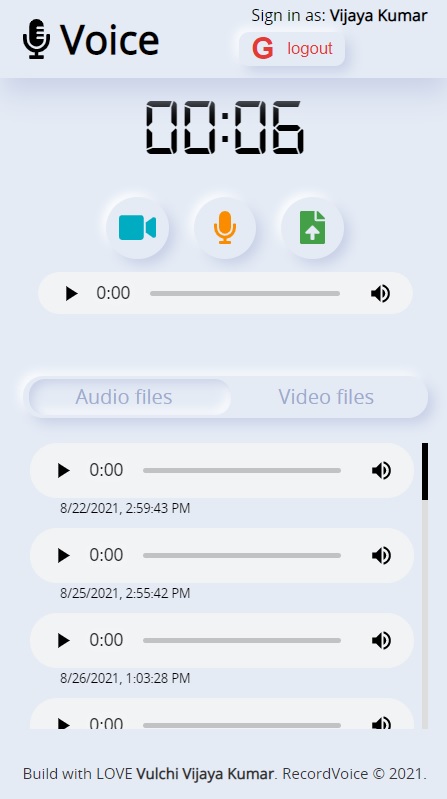 Sign in as: Vijaya Kumar
Voice
G logout
00:06
0:00
Audio files Video files
0:00
8/22/2021, 2:59:43 PM
0:00
8/25/2021, 2:55:42 PM
0:00
8/26/2021, 1:03:28 PM
0:00
Build with LOVE Vulchi Vijaya Kumar. RecordVoice © 2021.